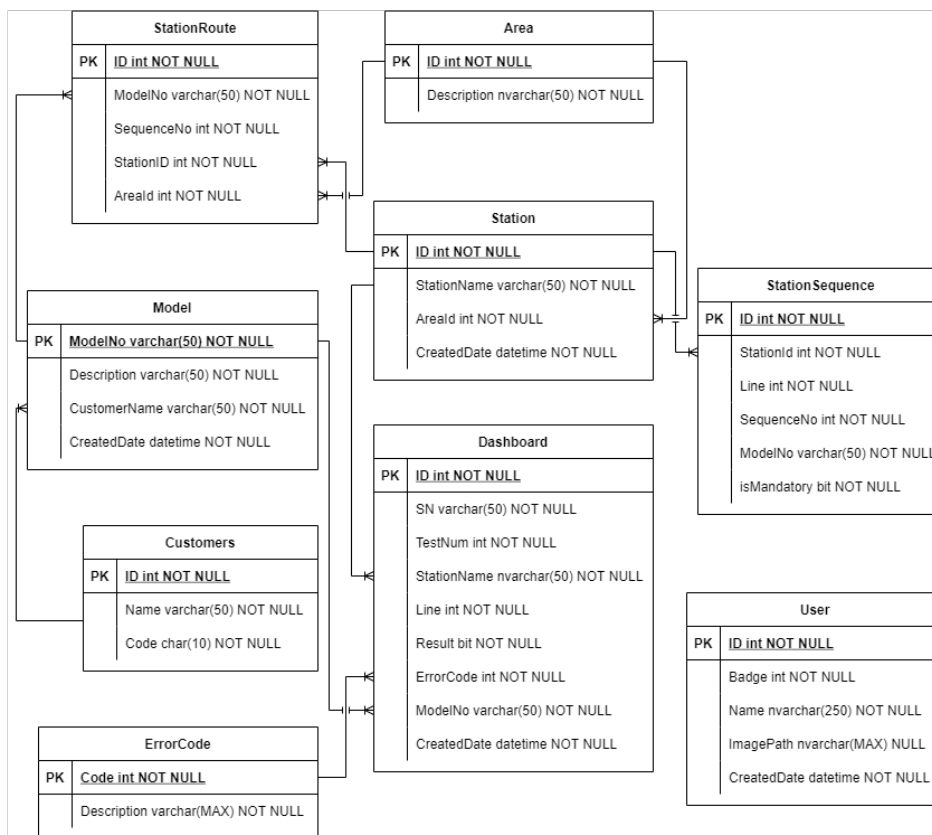 StationRoute
PK ID int NOT NULL
ModelNo varchar(50) NOT NULL
SequenceNo int NOT NULL
StationID int NOT NULL
AreaId int NOT NULL
Area
PK ID int NOT NULL
Description nvarchar(50) NOT NULL
Station
PK ID int NOT NULL
StationName varchar(50) NOT NULL
AreaId int NOT NULL
CreatedDate datetime NOT NULL
StationSequence
PK ID int NOT NULL
StationId int NOT NULL
Line int NOT NULL
SequenceNo int NOT NULL
ModelNo varchar(50) NOT NULL
isMandatory bit NOT NULL
Model
PK ModelNo varchar(50) NOT NULL
Description varchar(50) NOT NULL
CustomerName varchar(50) NOT NULL
CreatedDate datetime NOT NULL
Dashboard
PK ID int NOT NULL
SN varchar(50) NOT NULL
TestNum int NOT NULL
StationName nvarchar(50) NOT NULL
Line int NOT NULL
Result bit NOT NULL
ErrorCode int NOT NULL
ModelNo varchar(50) NOT NULL
CreatedDate datetime NOT NULL
Customers
PK ID int NOT NULL
Name varchar(50) NOT NULL
Code char(10) NOT NULL
User
PK ID int NOT NULL
Badge int NOT NULL
Name nvarchar(250) NOT NULL
ImagePath nvarchar(MAX) NULL
CreatedDate datetime NOT NULL
ErrorCode
PK Code int NOT NULL
Description varchar(MAX) NOT NULL